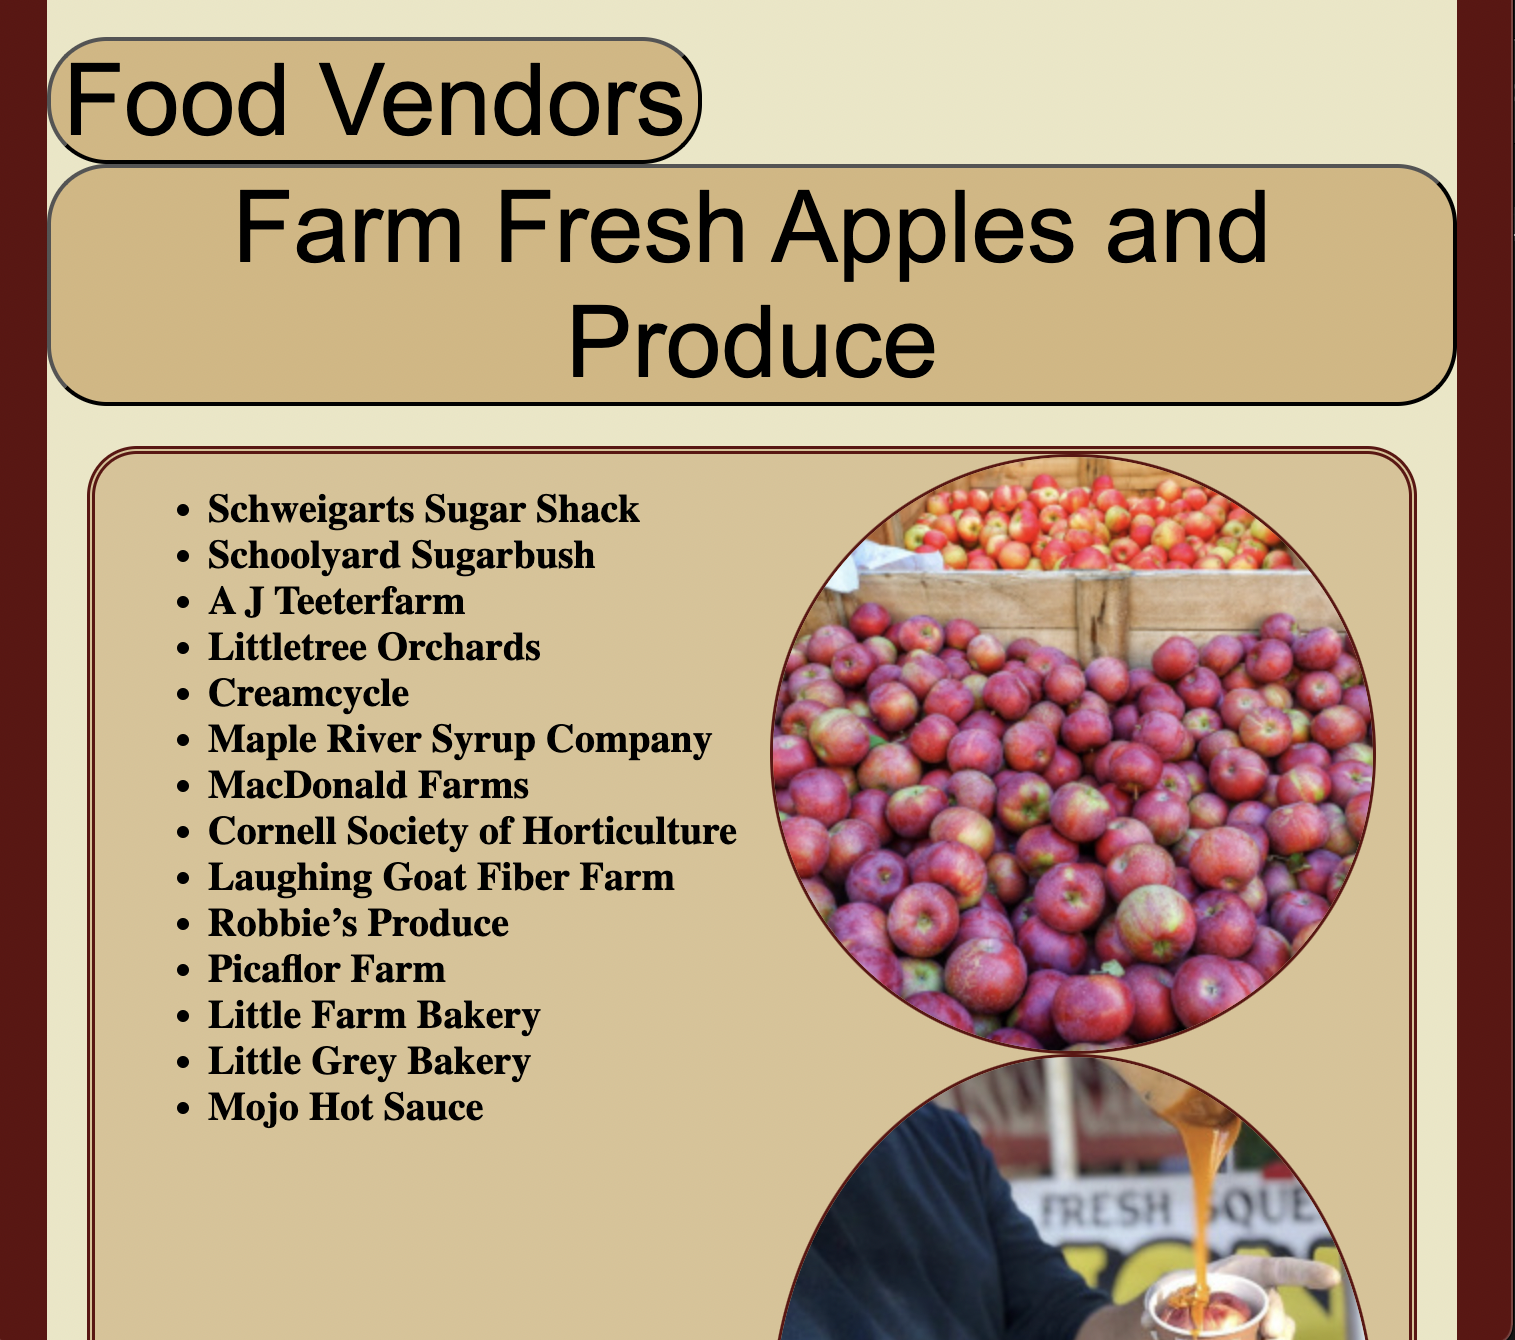 Food Vendors
Farm Fresh Apples and
Produce
Schweigarts Sugar Shack
Schoolyard Sugarbush
A J Teeterfarm
Littletree Orchards
Creamcycle
Maple River Syrup Company
MacDonald Farms
Cornell Society of Horticulture
Laughing Goat Fiber Farm
Robbie’s Produce
Picaflor Farm
Little Farm Bakery
Little Grey Bakery
Mojo Hot Sauce
FRESH SQUE